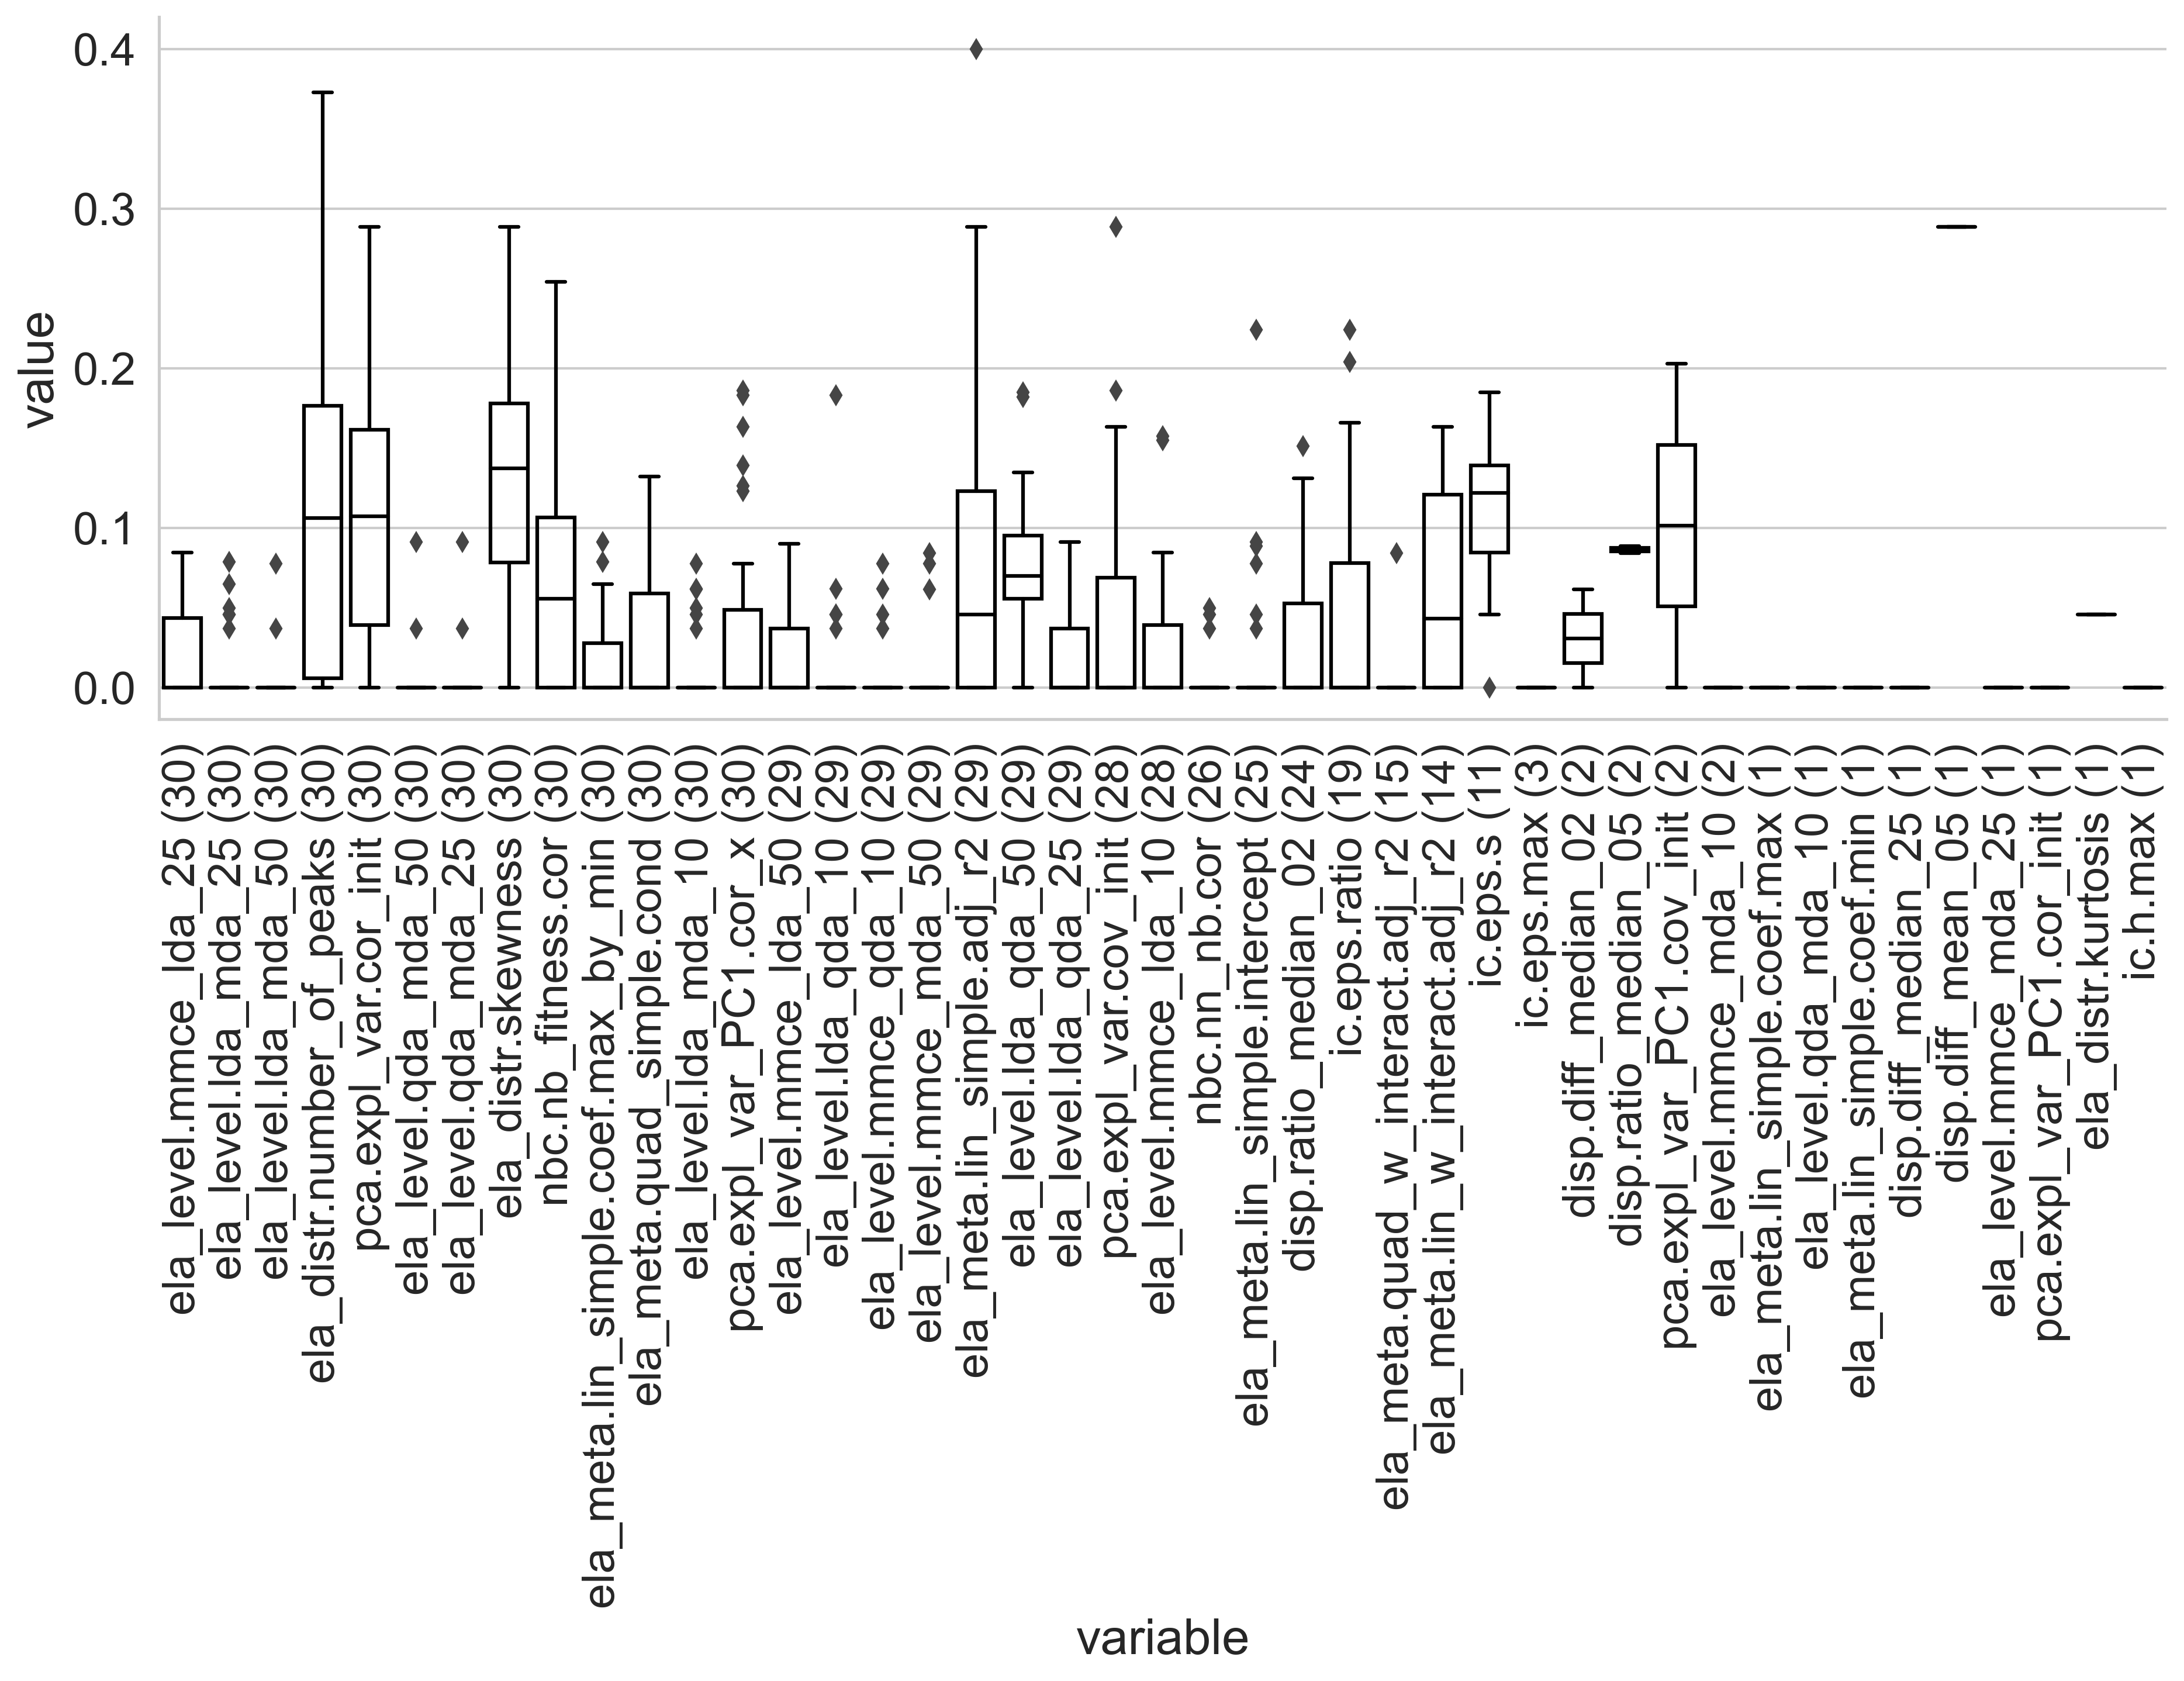 0.4
0.3
0.2
0.1
0.0
value
ela_level.mmce_lda_25 (30)
ela_level.lda_mda_25 (30)
ela_level.lda_mda_50 (30)
ela_distr.number_of_peaks (30)
pca.expl_var.cor_init (30)
ela_level.qda_mda_50 (30)
ela_level.qda_mda_25 (30)
ela_distr.skewness (30)
nbc.nb_fitness.cor (30)
ela_meta.lin_simple.coef.max_by_min (30)
ela_meta.quad_simple.cond (30)
ela_level.lda_mda_10 (30)
pca.expl_var_PC1.cor_x (30)
ela_level.mmce_lda_50 (29)
ela_level.lda_qda_10 (29)
ela_level.mmce_qda_10 (29)
ela_level.mmce_mda_50 (29)
ela_meta.lin_simple.adj_r2 (29)
ela_level.lda_qda_50 (29)
ela_level.lda_qda_25 (29)
pca.expl_var.cov_init (28)
ela_level.mmce_lda_10 (28)
nbc.nn_nb.cor (26)
ela_meta.lin_simple.intercept (25)
disp.ratio_median_02 (24)
ic.eps.ratio (19)
ela_meta.quad_w_interact.adj_r2 (15)
ela_meta.lin_w_interact.adj_r2 (14)
ic.eps.s (11)
ic.eps.max (3)
disp.diff_median_02 (2)
disp.ratio_median_05 (2)
pca.expl_var_PC1.cov_init (2)
ela_level.mmce_mda_10 (2)
ela_meta.lin_simple.coef.max (1)
ela_level.qda_mda_10 (1)
ela_meta.lin_simple.coef.min (1)
disp.diff_median_25 (1)
disp.diff_mean_05 (1)
ela_level.mmce_mda_25 (1)
pca.expl_var_PC1.cor_init (1)
ela_distr.kurtosis (1)
ic.h.max (1)
variable